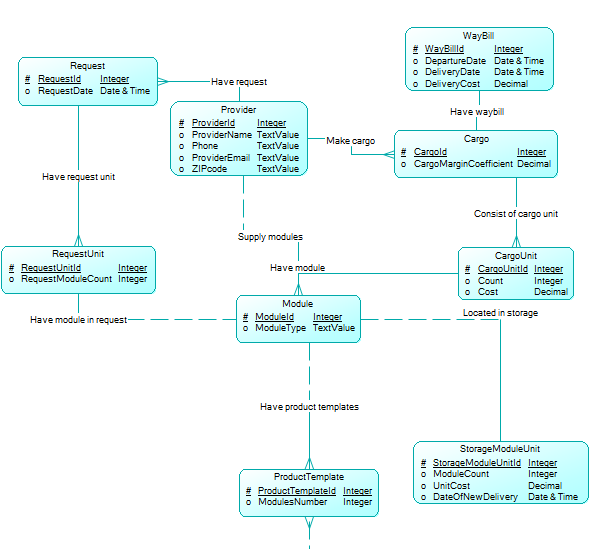 WayBill
# WayBillId Integer
o DepartureDate Date & Time
o DeliveryDate Date & Time
o DeliveryCost Decimal
Request
# RequestId Integer
o RequestDate Date & Time
Have request
Provider
# ProviderId Integer
o ProviderName TextValue
o Phone TextValue
o ProviderEmail TextValue
o ZIPcode TextValue
Have waybill
Make cargo
Cargo
# CargoId Integer
o CargoMarginCoefficient Decimal
Have request unit
Consist of cargo unit
Supply modules
RequestUnit
# RequestUnitId Integer
o RequestModuleCount Integer
Have module
CargoUnit
# CargoUnitId Integer
o Count Integer
o Cost Decimal
Module
# ModuleId Integer
o ModuleType TextValue
Have module in request
Located in storage
Have product templates
StorageModuleUnit
# StorageModuleUnitId Integer
o ModuleCount Integer
o UnitCost Decimal
o DateOfNewDelivery Date & Time
ProductTemplate
# ProductTemplateId Integer
o ModulesNumber Integer